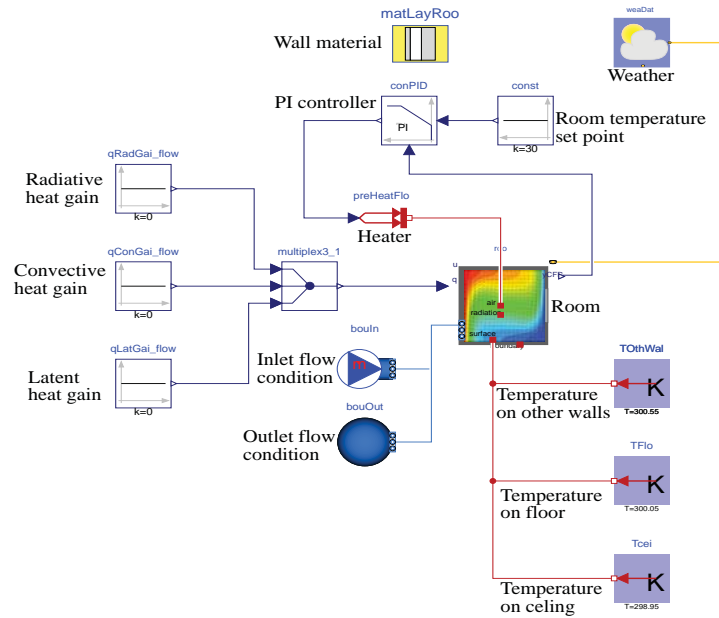 matLayRoo
Wall material
weaDat
Weather
conPID
PI
PI controller
const
k=30
Room temperature
set point
qRadGai_flow
k=0
Radiative
heat gain
preHeatFlo
Heater
qConGai_flow
k=0
Convective
heat gain
multiplex3_1
u
q
roo
yCFD
air
radiation
surface
boundary
Room
qLatGai_flow
k=0
Latent
heat gain
bouIn
m
Inlet flow
condition
bouOut
Outlet flow
condition
TOthWal
K
T=300.55
Temperature
on other walls
TFlo
K
T=300.05
Temperature
on floor
Tcei
K
T=298.95
Temperature
on celing